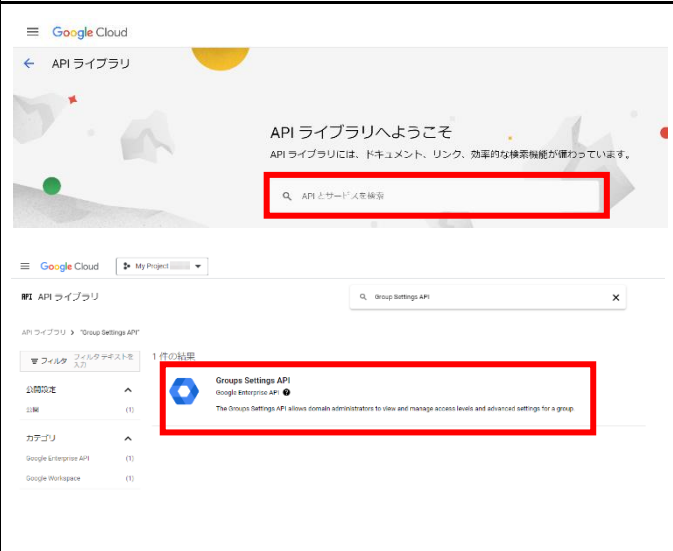 Google Cloud
API ライブラリ
API ライブラリへようこそ
API ライブラリには、ドキュメント、リンク、効率的な検索機能が備わっています。
API とサービスを検索
Google Cloud My Project
API API ライブラリ Group Settings API
API ライブラリ > "Group Settings API"
フィルタ フィルタ テキストを入力
1 件の結果
Groups Settings API
Google Enterprise API
The Groups Settings API allows domain administrators to view and manage access levels and advanced settings for a group.
公開設定
公開 (1)
カテゴリ
Google Enterprise API (1)
Google Workspace (1)